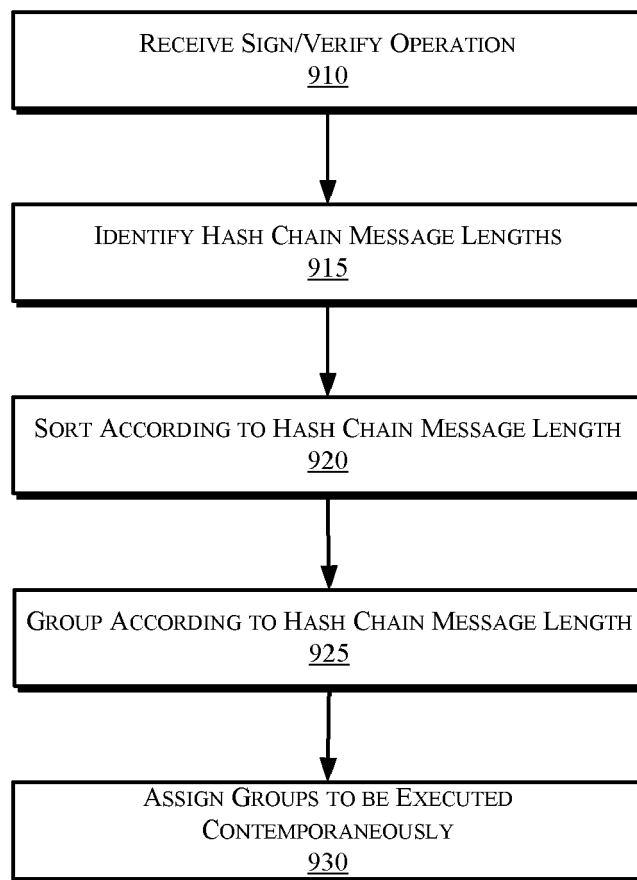 RECEIVE SIGN/VERIFY OPERATION
910
IDENTIFY HASH CHAIN MESSAGE LENGTHS
915
SORT ACCORDING TO HASH CHAIN MESSAGE LENGTH
920
GROUP ACCORDING TO HASH CHAIN MESSAGE LENGTH
925
ASSIGN GROUPS TO BE EXECUTED
CONTEMPORANEOUSLY
930